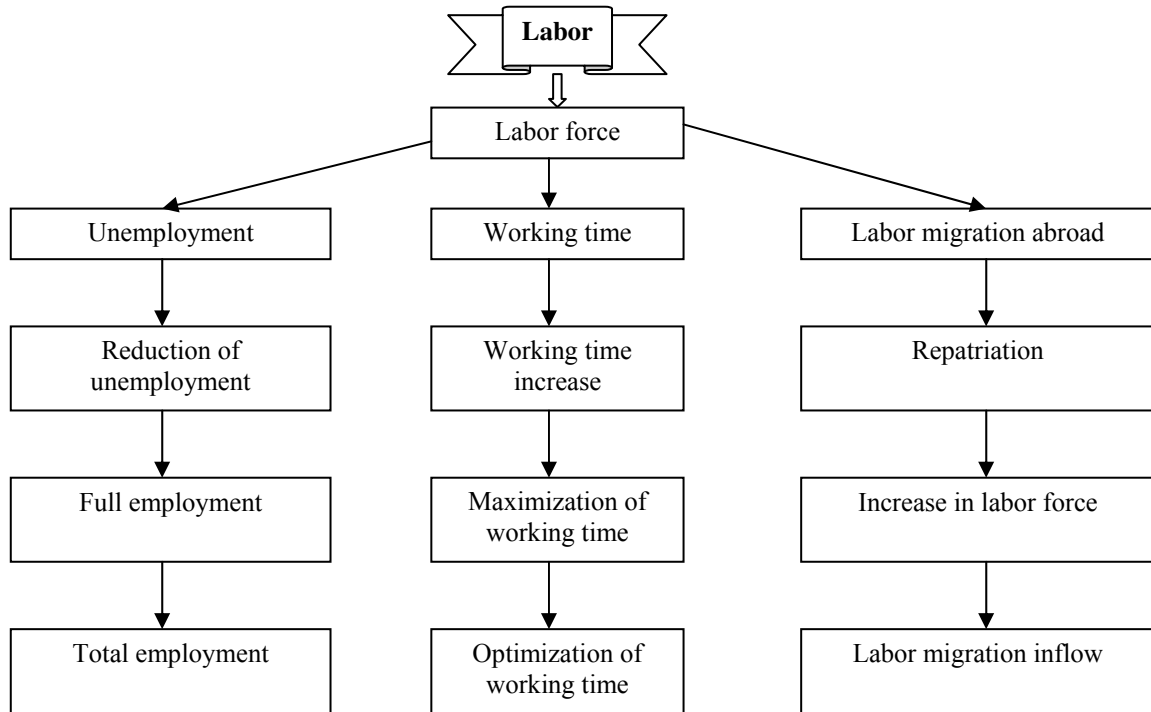 Labor
Labor force
Unemployment
Working time
Labor migration abroad
Reduction of
unemployment
Working time
increase
Repatriation
Full employment
Maximization of
working time
Increase in labor force
Total employment
Optimization of
working time
Labor migration inflow